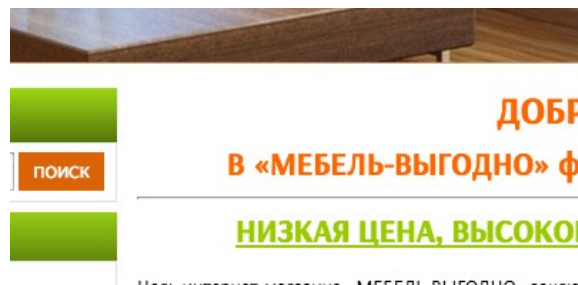 ДОБР
ПОИСК
В «МЕБЕЛЬ-ВЫГОДНО» ф
НИЗКАЯ ЦЕНА, ВЫСОКО